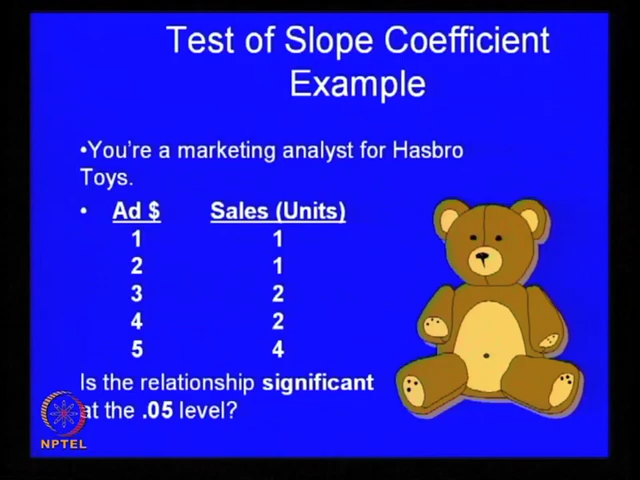 Test of Slope Coefficient
Example
•You're a marketing analyst for Hasbro
Toys.
• Ad $ Sales (Units)
1 1
2 1
3 2
4 2
5 4
Is the relationship significant
at the .05 level?
NPTEL